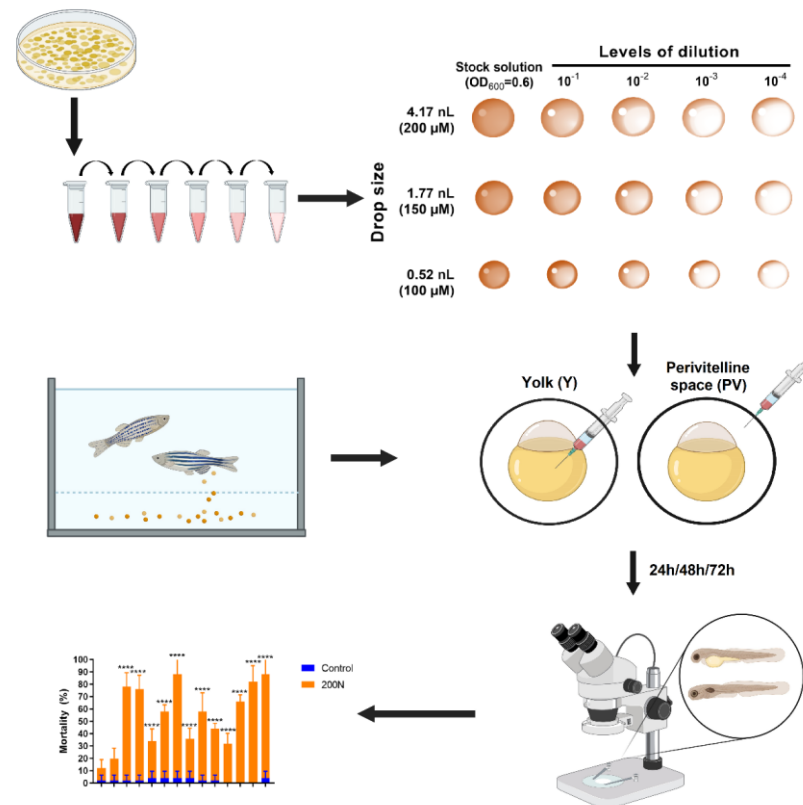 Levels of dilution
Stock solution
(OD₆₀₀=0.6)
10⁻¹
10⁻²
10⁻³
10⁻⁴
Drop size
4.17 nL
(200 µM)
1.77 nL
(150 µM)
0.52 nL
(100 µM)
Yolk (Y)
Perivitelline
space (PV)
24h/48h/72h
Mortality (%)
100
90
80
70
60
50
40
30
20
10
0
****
****
****
****
****
****
****
****
****
****
****
****
Control
200N